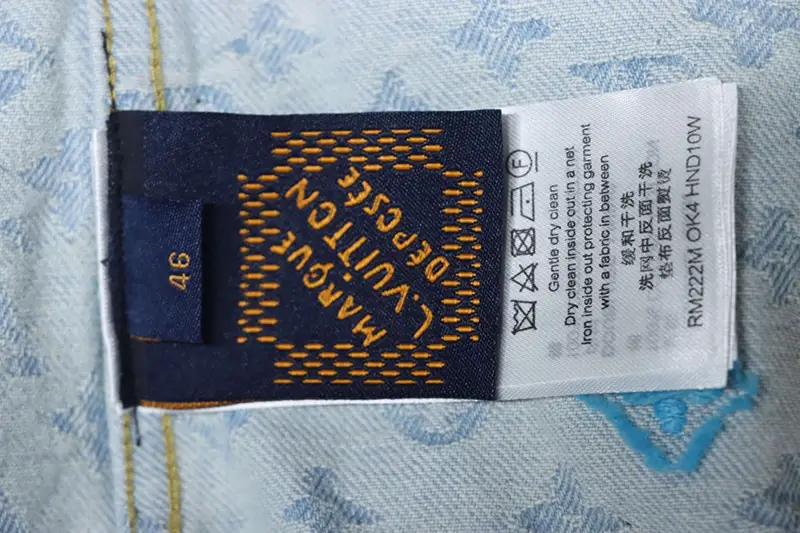 46
MARQVE
L.VUITTON
DÉPOSÉE
F
Gentle dry clean
Dry clean inside out in a net
Iron inside out protecting garment
with a fabric in between
缓和干洗
洗网中反面干洗
垫布反面熨烫
RM222M OK4 HND10W